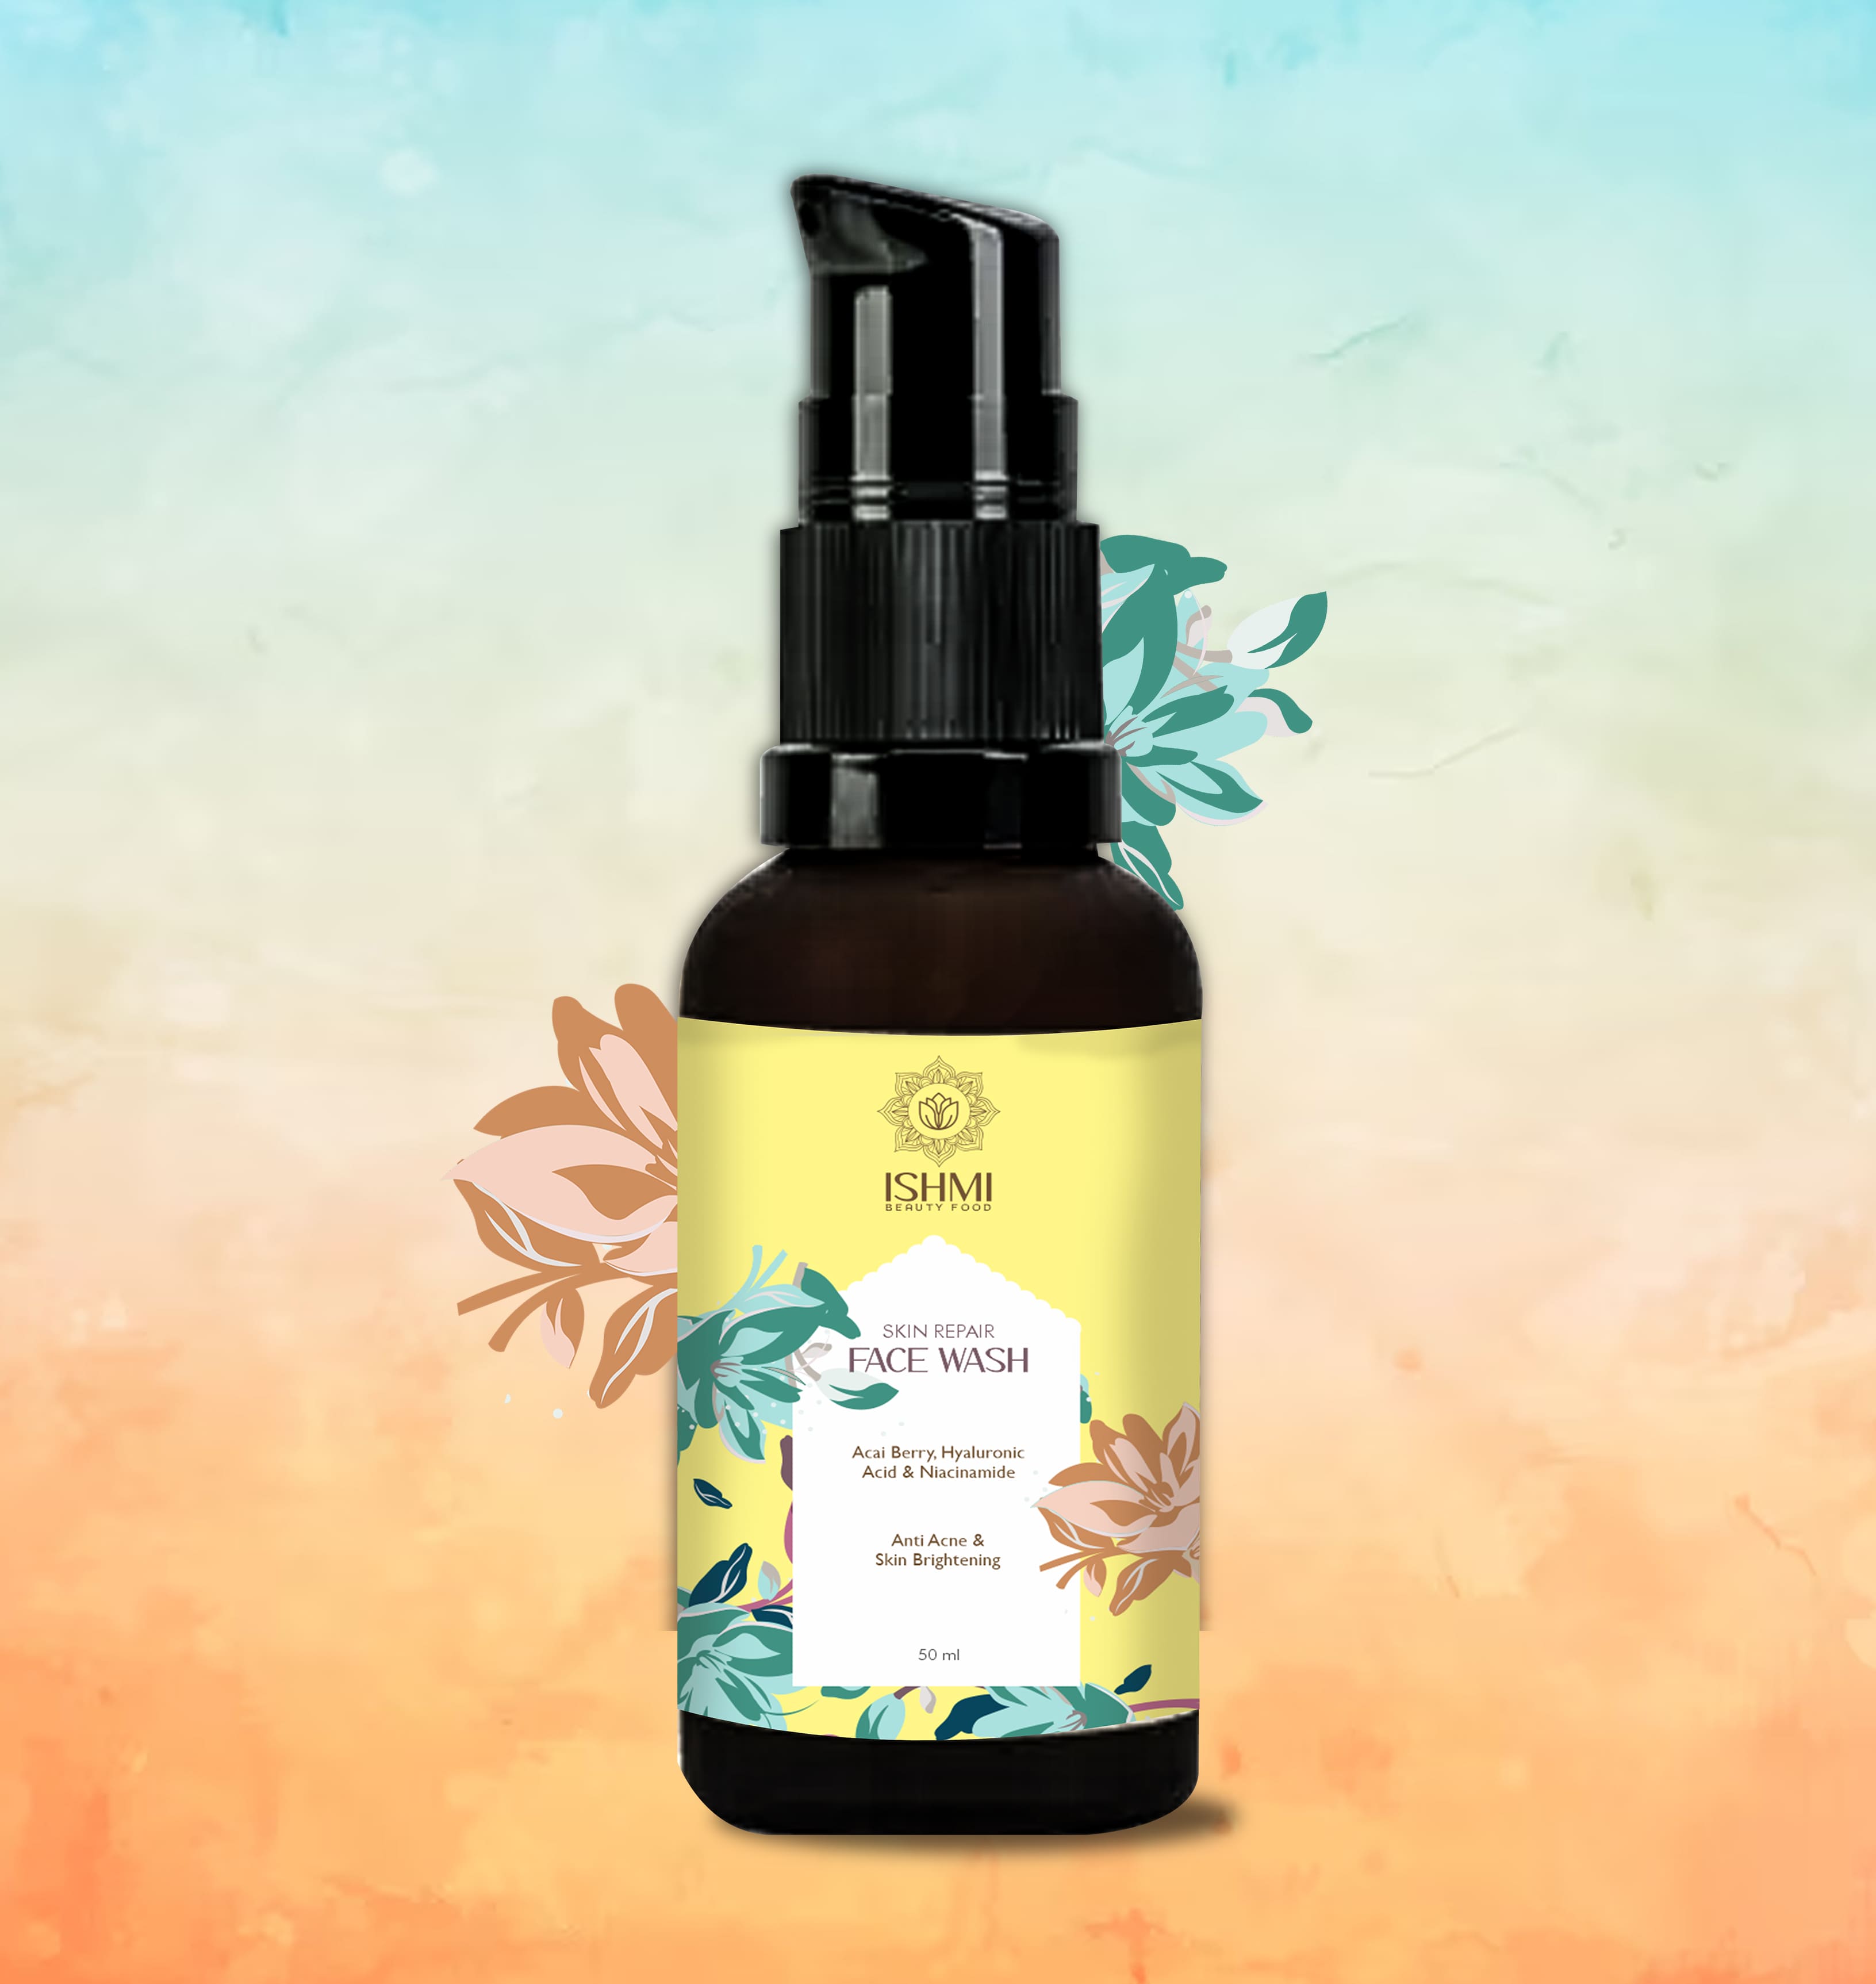 ISHMI
BEAUTY FOOD
SKIN REPAIR
FACE WASH
Acai Berry, Hyaluronic
Acid & Niacinamide
Anti Acne &
Skin Brightening
50 ml